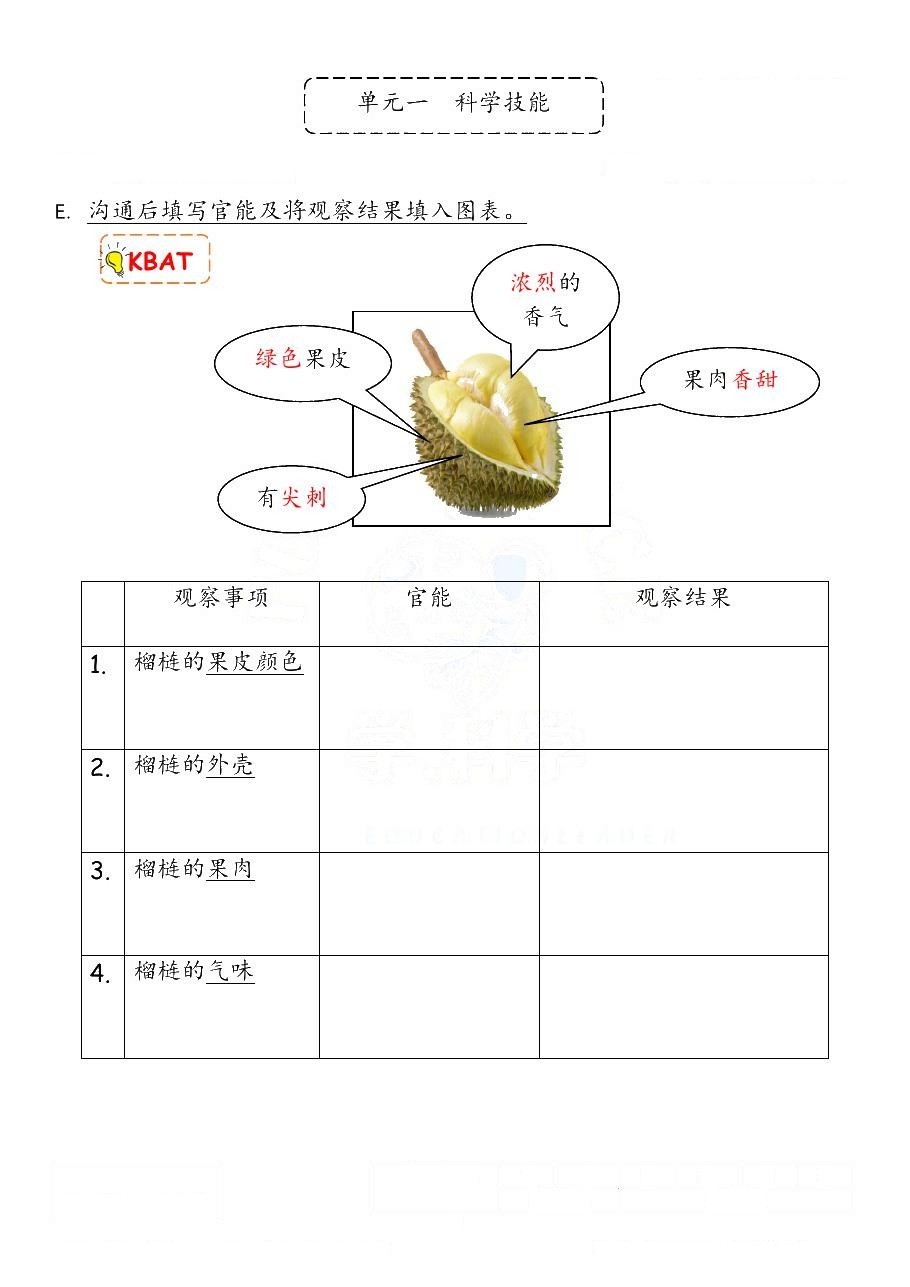 单元一 科学技能
E. 沟通后填写官能及将观察结果填入图表。
KBAT
浓烈的
香气
绿色果皮
果肉香甜
有尖刺
观察事项 官能 观察结果
1. 榴梿的果皮颜色
2. 榴梿的外壳
3. 榴梿的果肉
4. 榴梿的气味